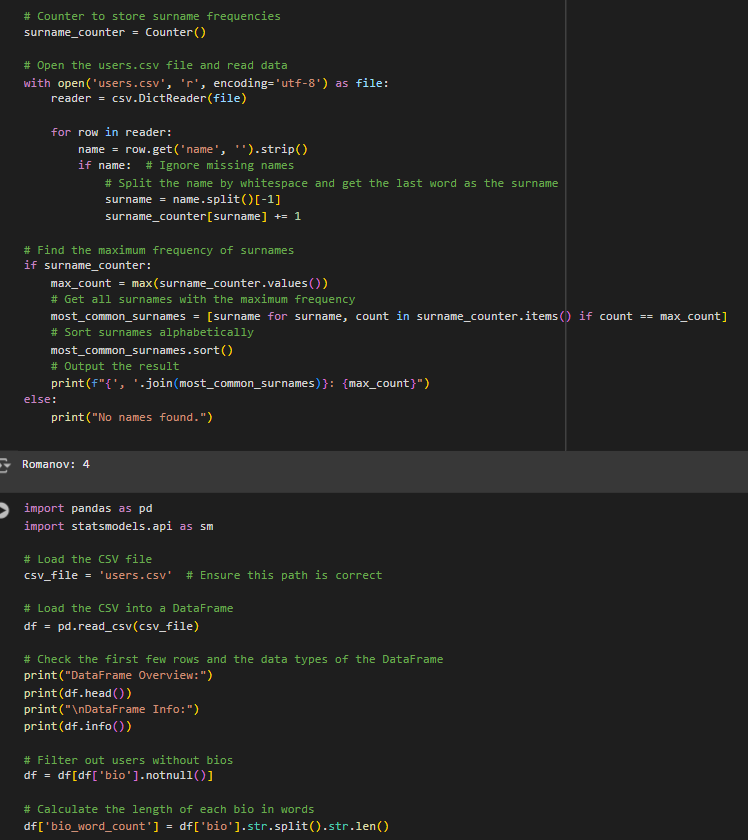 # Counter to store surname frequencies
surname_counter = Counter()
# Open the users.csv file and read data
with open('users.csv', 'r', encoding='utf-8') as file:
    reader = csv.DictReader(file)
    for row in reader:
        name = row.get('name', '').strip()
        if name:  # Ignore missing names
            # Split the name by whitespace and get the last word as the surname
            surname = name.split()[-1]
            surname_counter[surname] += 1
# Find the maximum frequency of surnames
if surname_counter:
    max_count = max(surname_counter.values())
    # Get all surnames with the maximum frequency
    most_common_surnames = [surname for surname, count in surname_counter.items() if count == max_count]
    # Sort surnames alphabetically
    most_common_surnames.sort()
    # Output the result
    print(f"{', '.join(most_common_surnames)}: {max_count}")
else:
    print("No names found.")
Romanov: 4
import pandas as pd
import statsmodels.api as sm
# Load the CSV file
csv_file = 'users.csv'  # Ensure this path is correct
# Load the CSV into a DataFrame
df = pd.read_csv(csv_file)
# Check the first few rows and the data types of the DataFrame
print("DataFrame Overview:")
print(df.head())
print("\nDataFrame Info:")
print(df.info())
# Filter out users without bios
df = df[df['bio'].notnull()]
# Calculate the length of each bio in words
df['bio_word_count'] = df['bio'].str.split().str.len()